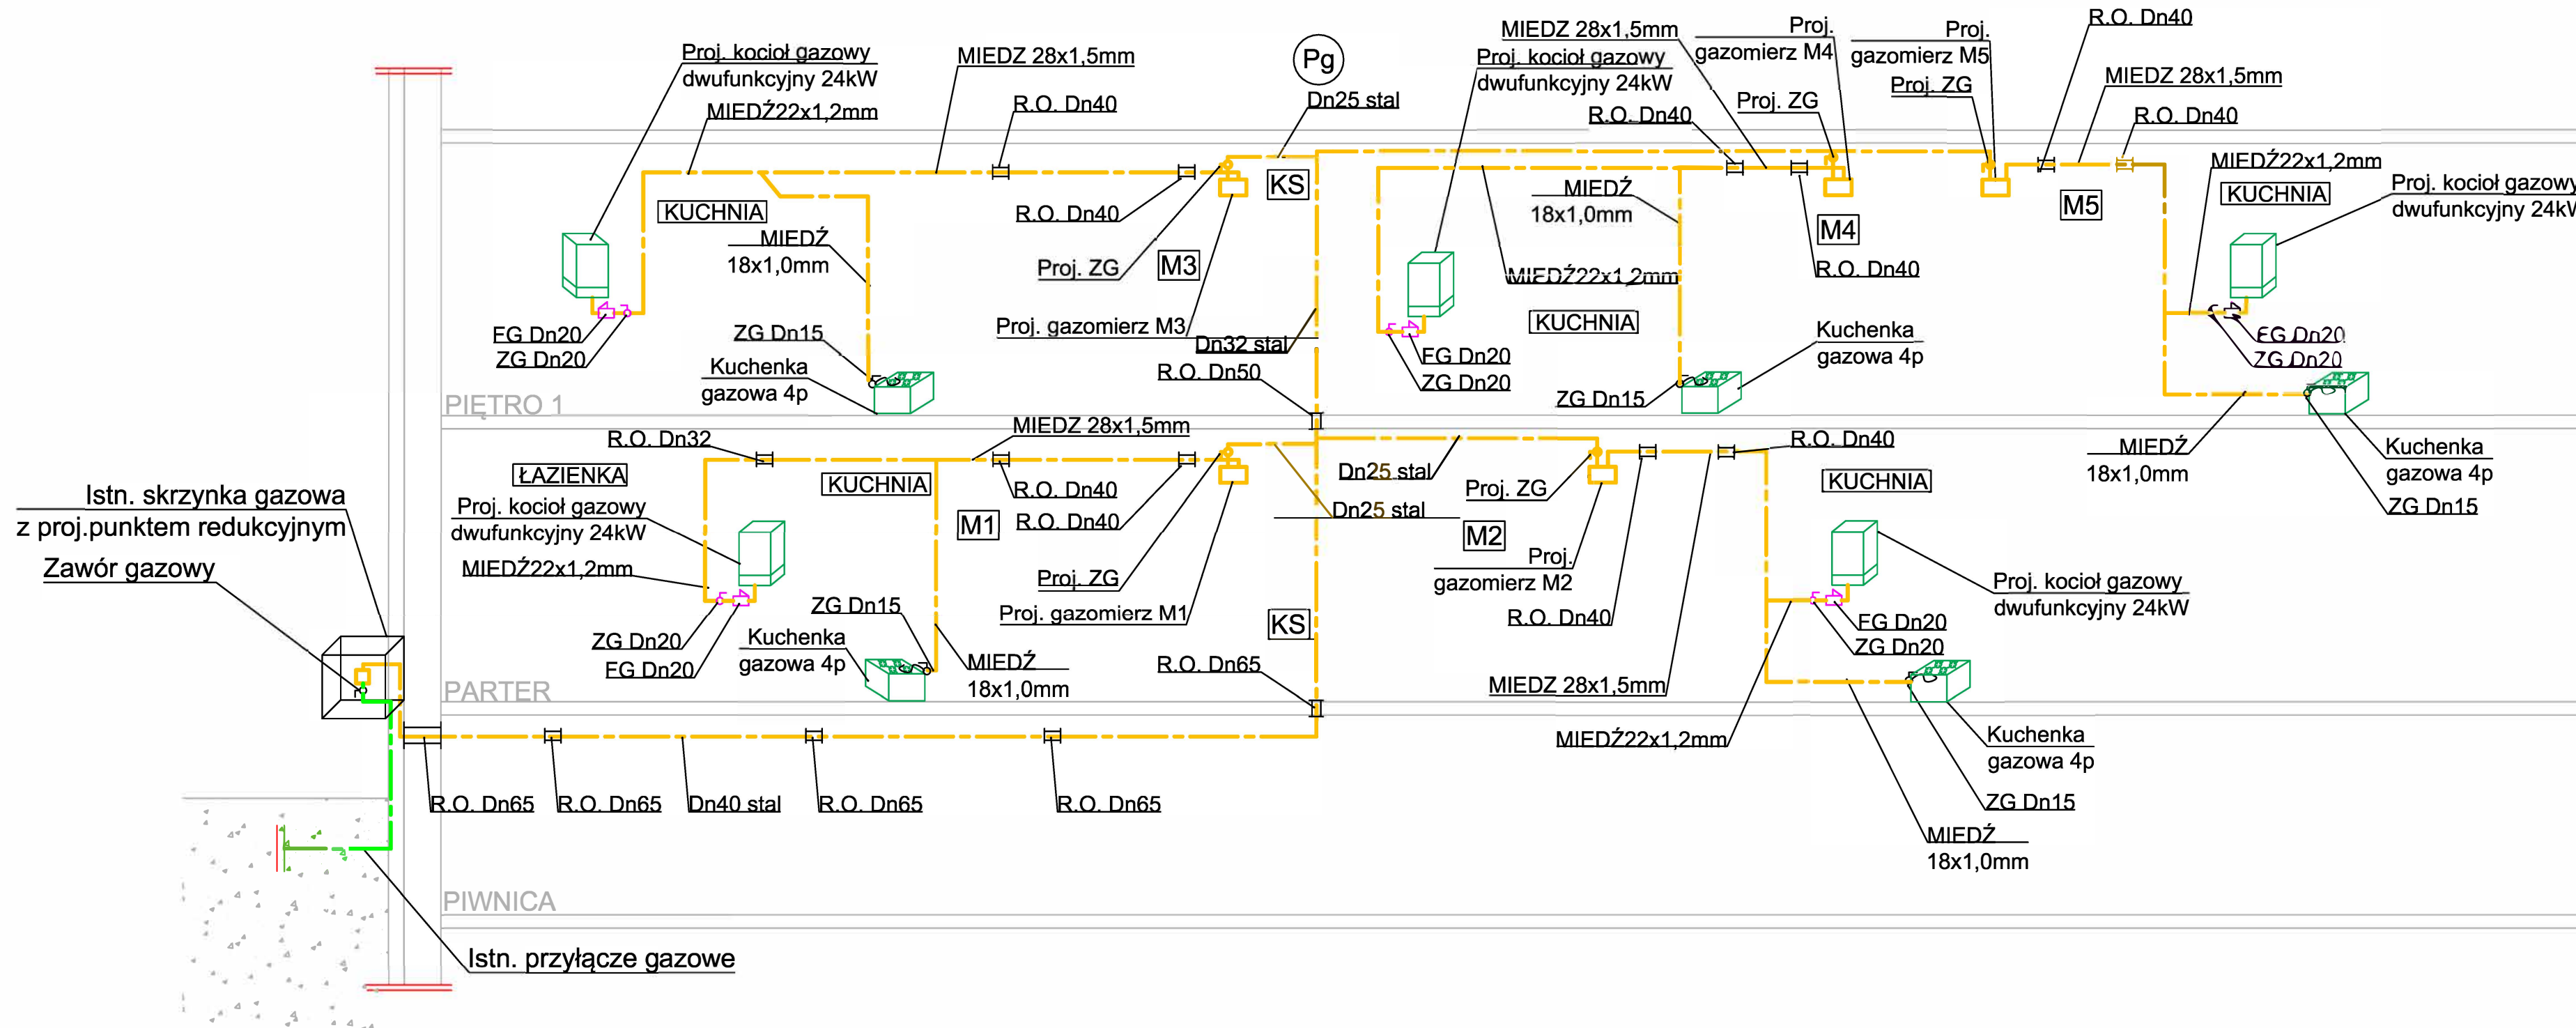 Proj. kocioł gazowy
dwufunkcyjny 24kW
MIEDŹ22x1,2mm
MIEDZ 28x1,5mm
R.O. Dn40
Pg
Dn25 stal
MIEDZ 28x1,5mm
Proj. kocioł gazowy
dwufunkcyjny 24kW
Proj.
gazomierz M4
Proj. ZG
R.O. Dn40
Proj.
gazomierz M5
Proj. ZG
R.O. Dn40
MIEDZ 28x1,5mm
R.O. Dn40
MIEDŹ22x1,2mm
KUCHNIA
Proj. kocioł gazowy
dwufunkcyjny 24kW
KUCHNIA
MIEDŹ
18x1,0mm
R.O. Dn40
Proj. ZG
M3
KS
Proj. gazomierz M3
Dn32 stal
R.O. Dn50
FG Dn20
ZG Dn20
ZG Dn15
Kuchenka
gazowa 4p
MIEDŹ
18x1,0mm
MIEDŹ22x1,2mm
KUCHNIA
M4
R.O. Dn40
M5
FG Dn20
ZG Dn20
ZG Dn15
Kuchenka
gazowa 4p
FG Dn20
ZG Dn20
PIĘTRO 1
R.O. Dn32
MIEDZ 28x1,5mm
ŁAZIENKA
KUCHNIA
R.O. Dn40
R.O. Dn40
M1
Dn25 stal
Dn25 stal
Proj. ZG
M2
R.O. Dn40
KUCHNIA
MIEDŹ
18x1,0mm
Kuchenka
gazowa 4p
ZG Dn15
Istn. skrzynka gazowa
z proj.punktem redukcyjnym
Zawór gazowy
Proj. kocioł gazowy
dwufunkcyjny 24kW
MIEDŹ22x1,2mm
Proj. ZG
Proj. gazomierz M1
ZG Dn15
ZG Dn20
FG Dn20
Kuchenka
gazowa 4p
MIEDŹ
18x1,0mm
KS
R.O. Dn65
Proj.
gazomierz M2
R.O. Dn40
MIEDZ 28x1,5mm
MIEDŹ22x1,2mm
Proj. kocioł gazowy
dwufunkcyjny 24kW
FG Dn20
ZG Dn20
Kuchenka
gazowa 4p
ZG Dn15
MIEDŹ
18x1,0mm
PARTER
R.O. Dn65
R.O. Dn65
Dn40 stal
R.O. Dn65
R.O. Dn65
PIWNICA
Istn. przyłącze gazowe